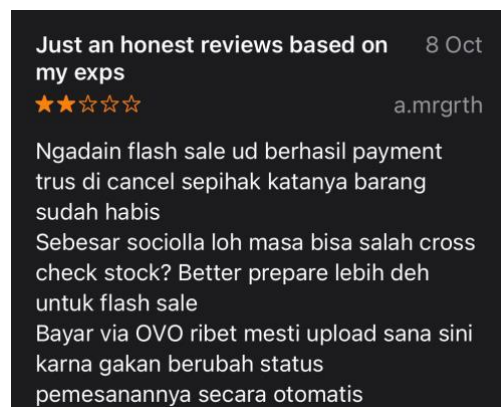 Just an honest reviews based on
my exps
8 Oct
★★☆☆☆
a.mrgrth
Ngadain flash sale ud berhasil payment
trus di cancel sepihak katanya barang
sudah habis
Sebesar sociolla loh masa bisa salah cross
check stock? Better prepare lebih deh
untuk flash sale
Bayar via OVO ribet mesti upload sana sini
karna gakan berubah status
pemesanannya secara otomatis